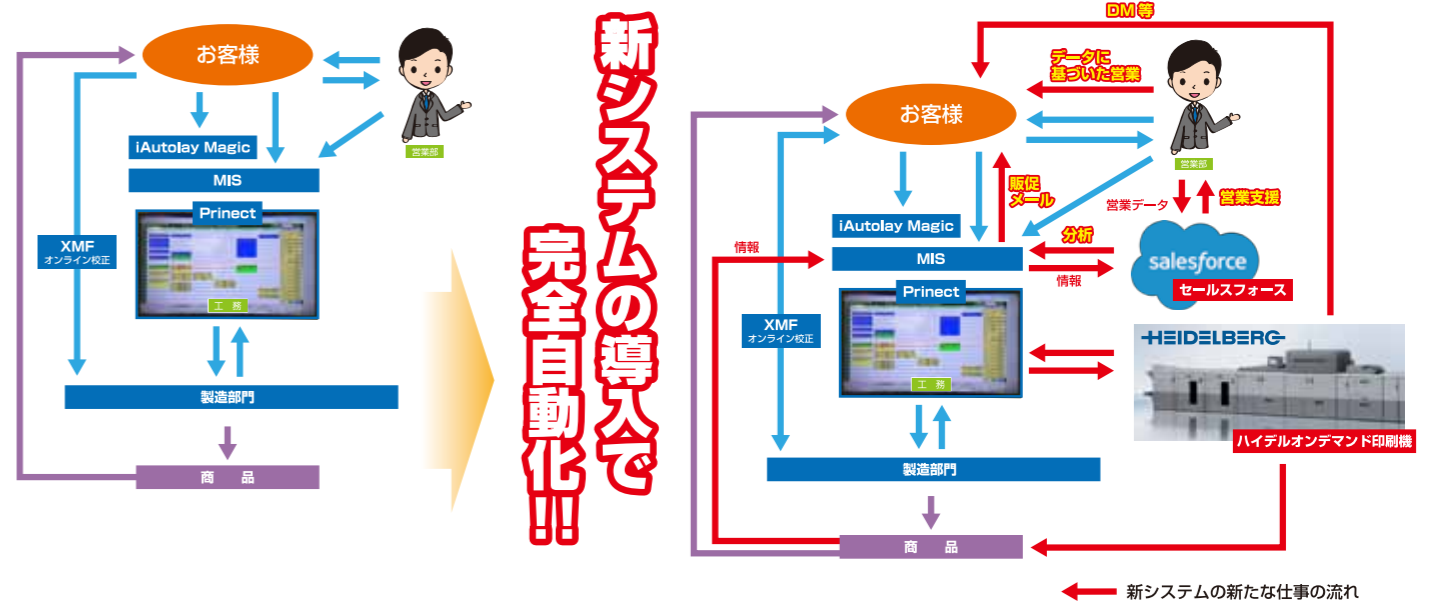 お客様
営業部
iAutolay Magic
MIS
Prinect
XMF
オンライン校正
工 務
製造部門
商 品
新システムの導入で
完全自動化!!
DM等
データに
基づいた営業
お客様
営業部
販促
メール
営業データ
営業支援
iAutolay Magic
分析
情報
MIS
情報
salesforce
セールスフォース
Prinect
XMF
オンライン校正
HEIDELBERG
工 務
ハイデルオンデマンド印刷機
製造部門
商 品
新システムの新たな仕事の流れ